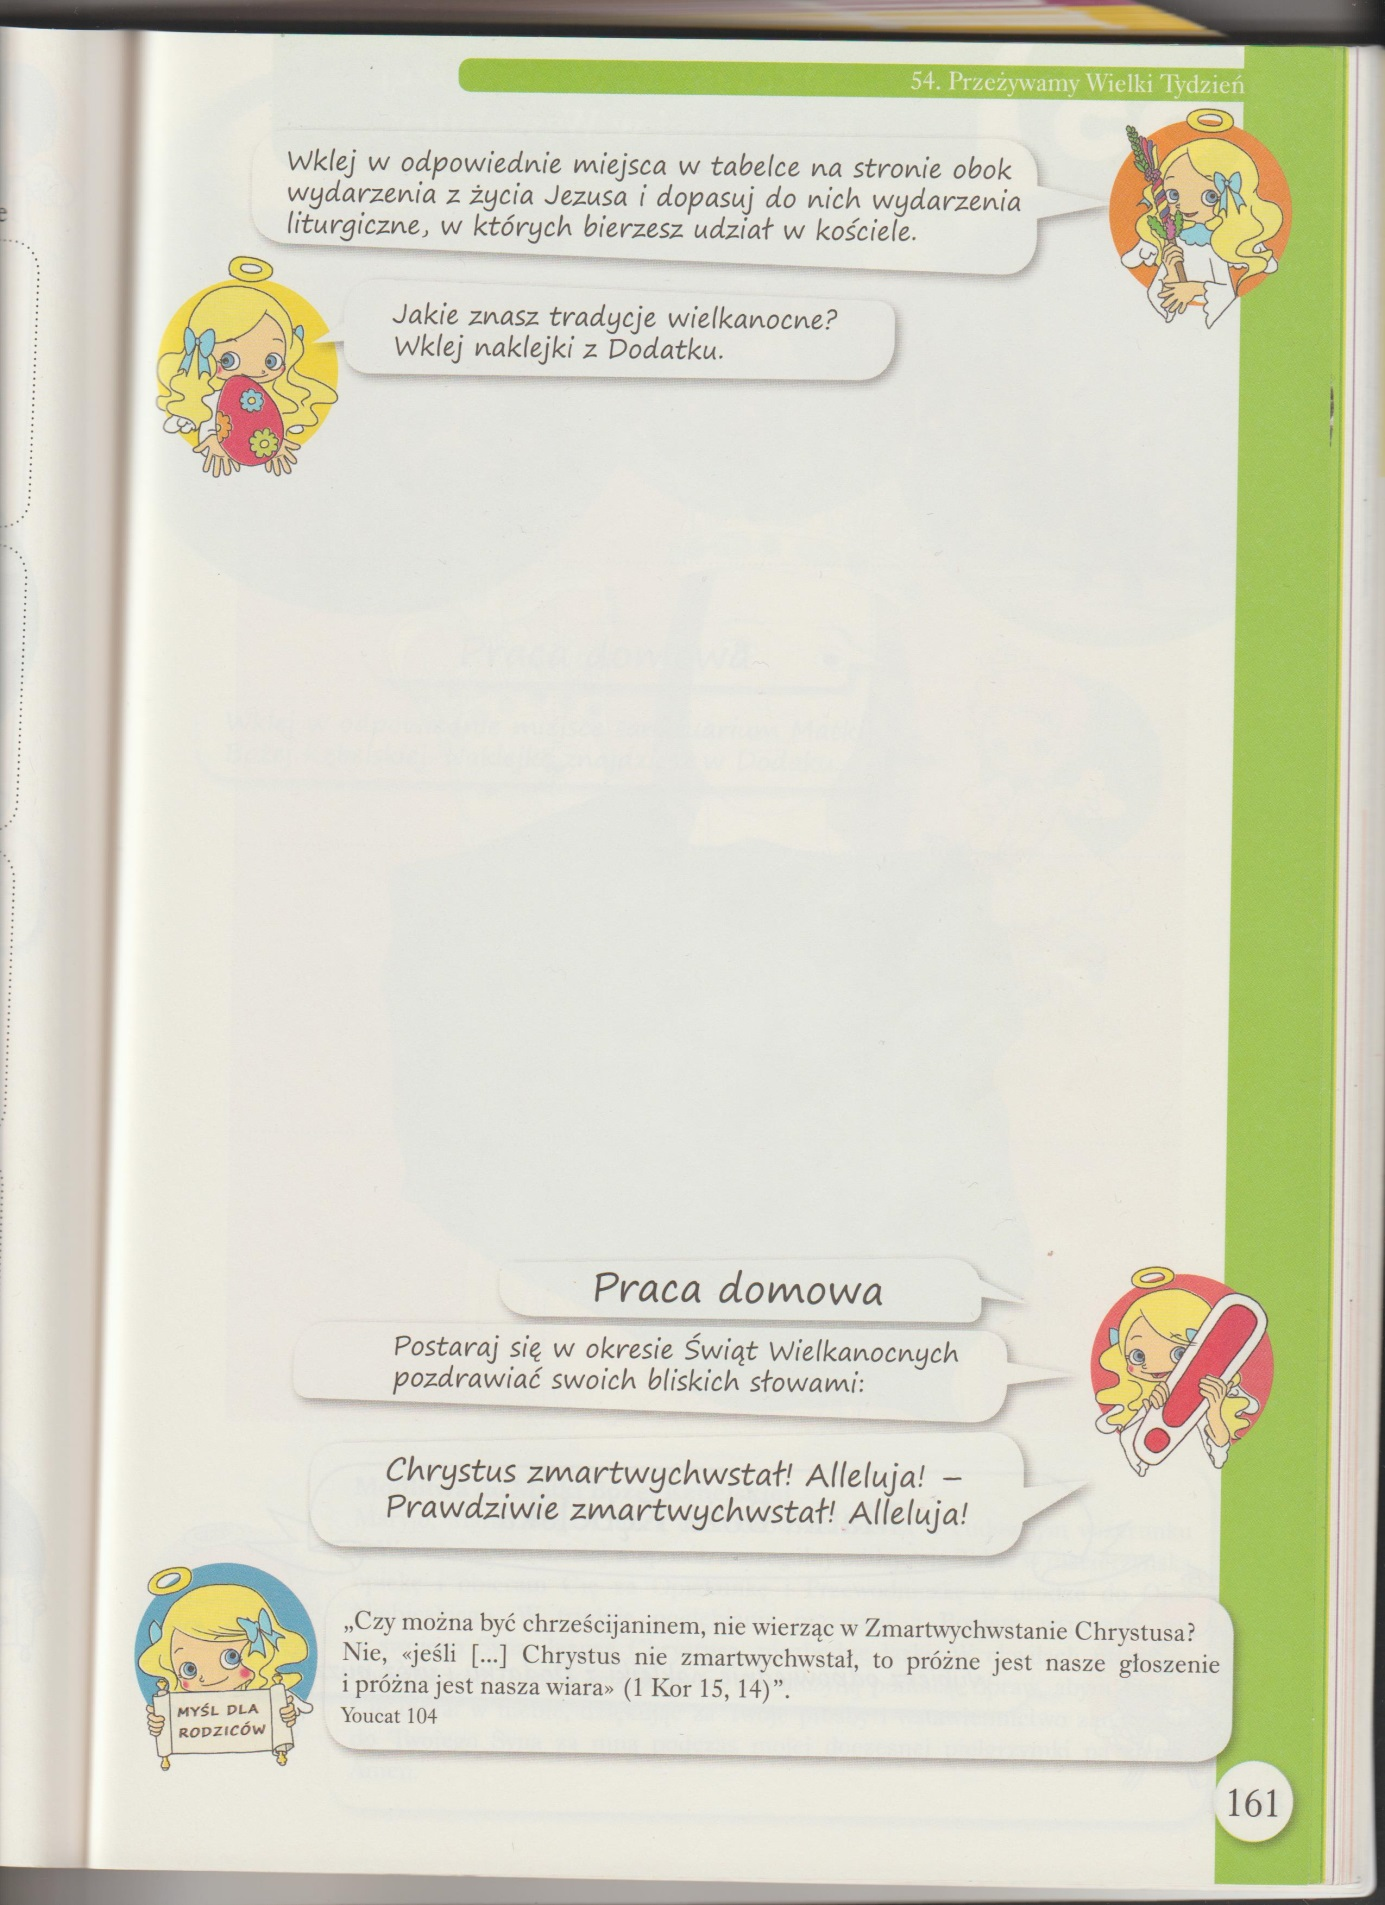 54. Przeżywamy Wielki Tydzień
Wklej w odpowiednie miejsca w tabelce na stronie obok
wydarzenia z życia Jezusa i dopasuj do nich wydarzenia
liturgiczne, w których bierzesz udział w kościele.
Jakie znasz tradycje wielkanocne?
Wklej naklejki z Dodatku.
Praca domowa
Postaraj się w okresie Świąt Wielkanocnych
pozdrawiać swoich bliskich słowami:
Chrystus zmartwychwstał! Alleluja! –
Prawdziwie zmartwychwstał! Alleluja!
MYŚL DLA
RODZICÓW
„Czy można być chrześcijaninem, nie wierząc w Zmartwychwstanie Chrystusa?
Nie, «jeśli [...] Chrystus nie zmartwychwstał, to próżne jest nasze głoszenie
i próżna jest nasza wiara» (1 Kor 15, 14)”.
Youcat 104
161